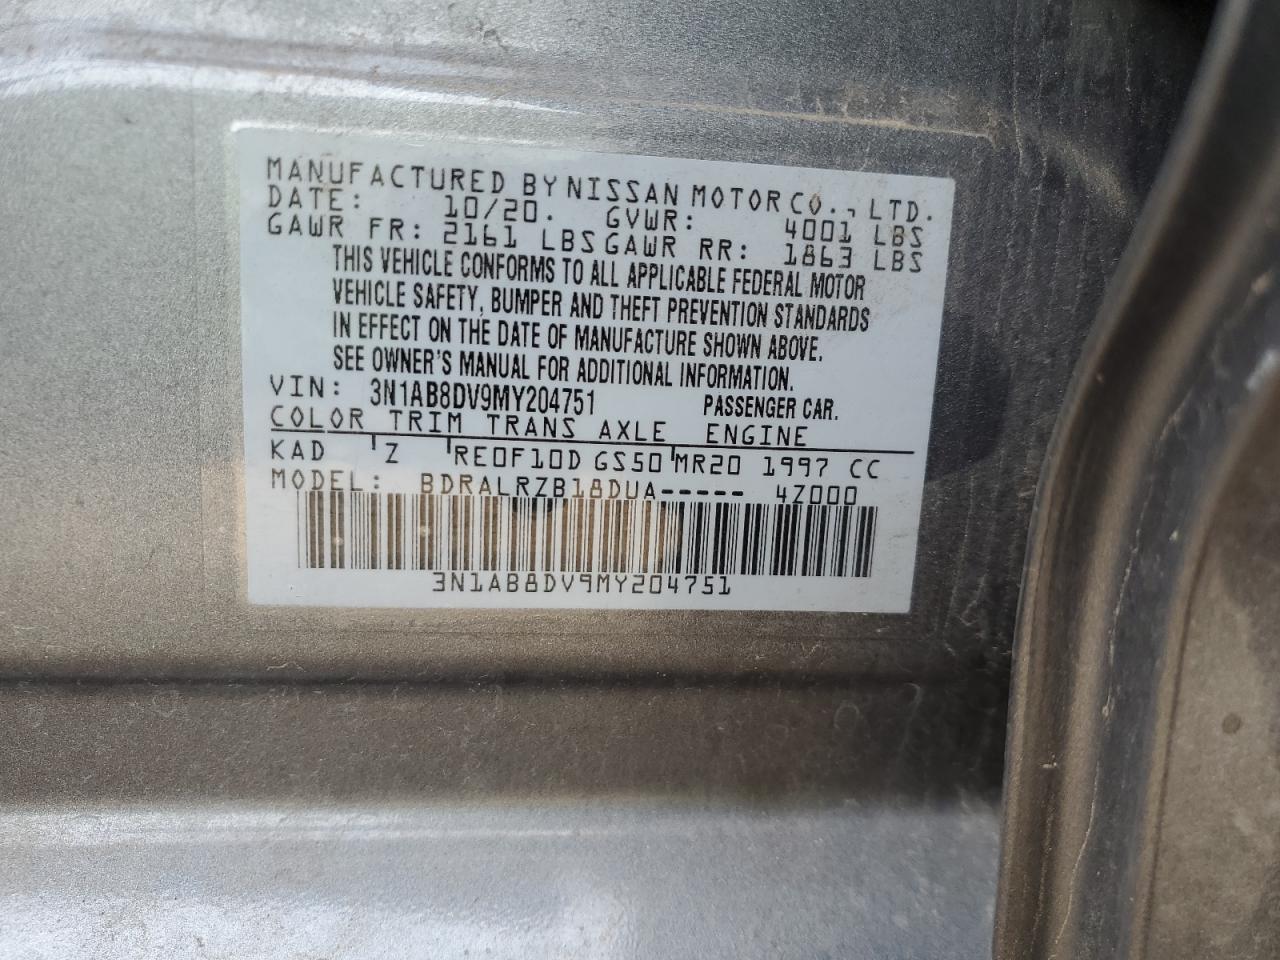 MANUFACTURED BY NISSAN MOTOR CO., LTD.
DATE: 10/20. GVWR: 4001 LBS
GAWR FR: 2161 LBS GAWR RR: 1863 LBS
THIS VEHICLE CONFORMS TO ALL APPLICABLE FEDERAL MOTOR
VEHICLE SAFETY, BUMPER AND THEFT PREVENTION STANDARDS
IN EFFECT ON THE DATE OF MANUFACTURE SHOWN ABOVE.
SEE OWNER'S MANUAL FOR ADDITIONAL INFORMATION.
VIN: 3N1AB8DV9MY204751 PASSENGER CAR.
COLOR TRIM TRANS AXLE ENGINE
KAD Z RE0F10D GS50 MR20 1997 CC
MODEL: BDRALRZB18DUA----- 4Z000
3N1AB8DV9MY204751